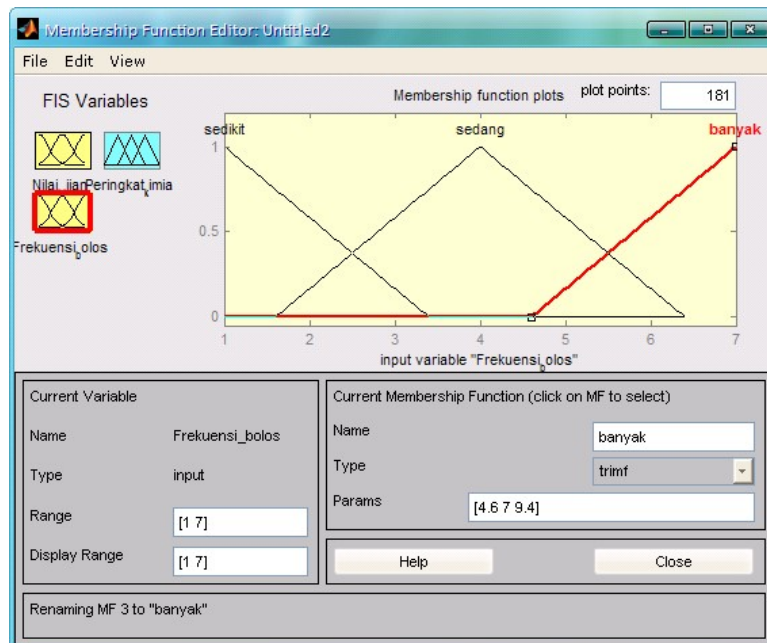 Membership Function Editor: Untitled2
File Edit View
FIS Variables
Membership function plots plot points: 181
Nilai_ujian Peringkat_kimia
Frekuensi_bolos
sedikit sedang banyak
1
0.5
0
1 2 3 4 5 6 7
input variable "Frekuensi_bolos"
Current Variable
Name Frekuensi_bolos
Type input
Range [1 7]
Display Range [1 7]
Current Membership Function (click on MF to select)
Name banyak
Type trimf
Params [4.6 7 9.4]
Help Close
Renaming MF 3 to "banyak"